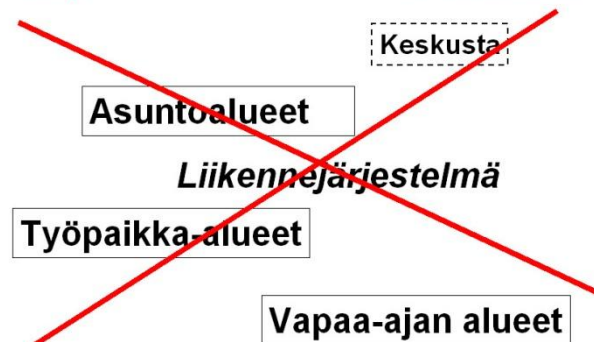 Keskusta
Asuntoalueet
Liikennejärjestelmä
Työpaikka-alueet
Vapaa-ajan alueet